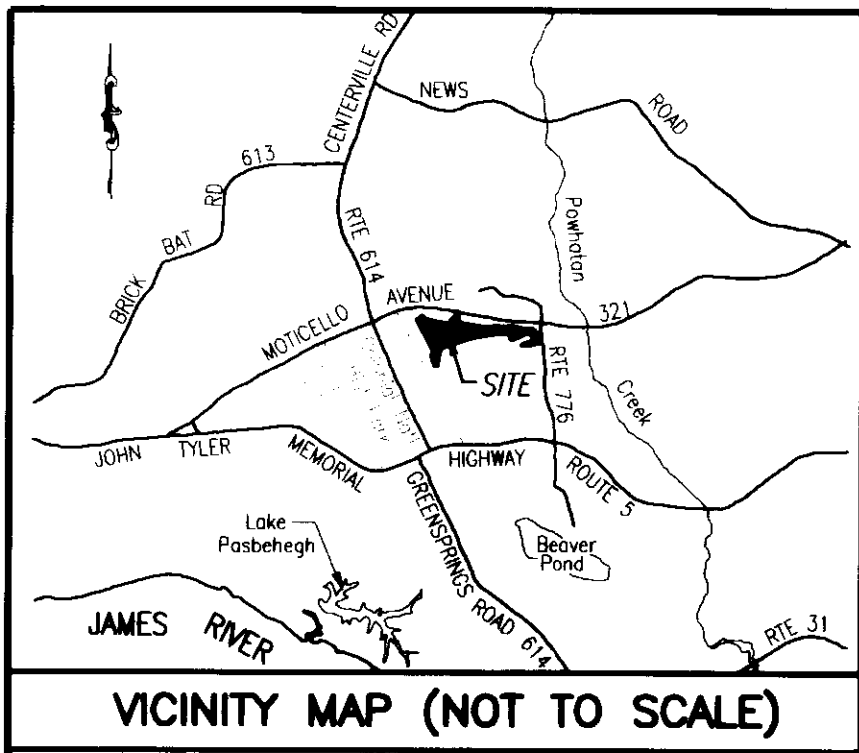 CENTERVILLE RD
NEWS ROAD
613
BRICK BAT RD
RTE 614
Powhatan Creek
MOTICELLO AVENUE
321
SITE
RTE 776
JOHN TYLER MEMORIAL HIGHWAY ROUTE 5
GREENSPRINGS ROAD 614
Lake
Pasbehegh
Beaver
Pond
JAMES RIVER
RTE 31
VICINITY MAP (NOT TO SCALE)